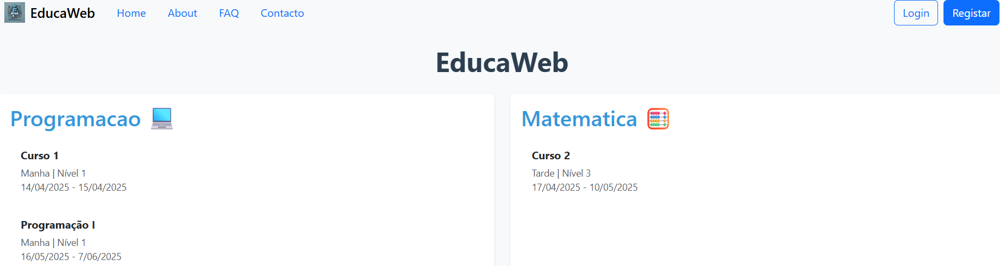 EducaWeb Home About FAQ Contacto Login Registar
EducaWeb
Programacao
Curso 1
Manha | Nível 1
14/04/2025 - 15/04/2025
Programação I
Manha | Nível 1
16/05/2025 - 7/06/2025
Matematica
Curso 2
Tarde | Nível 3
17/04/2025 - 10/05/2025